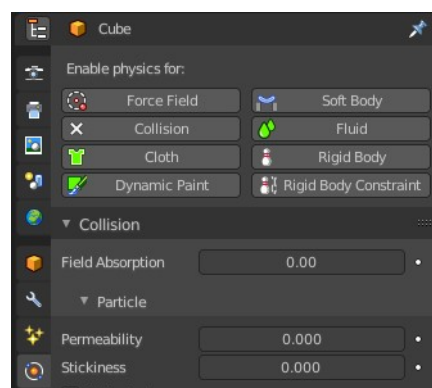 Cube
Enable physics for:
Force Field Soft Body
Collision Fluid
Cloth Rigid Body
Dynamic Paint Rigid Body Constraint
Collision
Field Absorption 0.00
Particle
Permeability 0.000
Stickiness 0.000